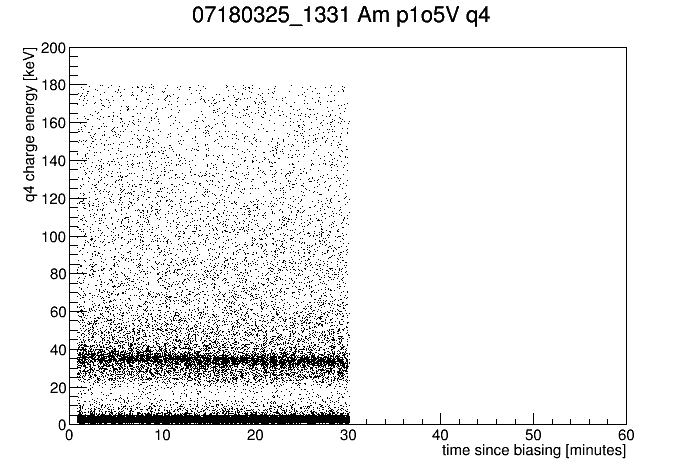 07180325_1331 Am p1o5V q4
q4 charge energy [keV]
200
180
160
140
120
100
80
60
40
20
0
0 10 20 30 40 50 60
time since biasing [minutes]